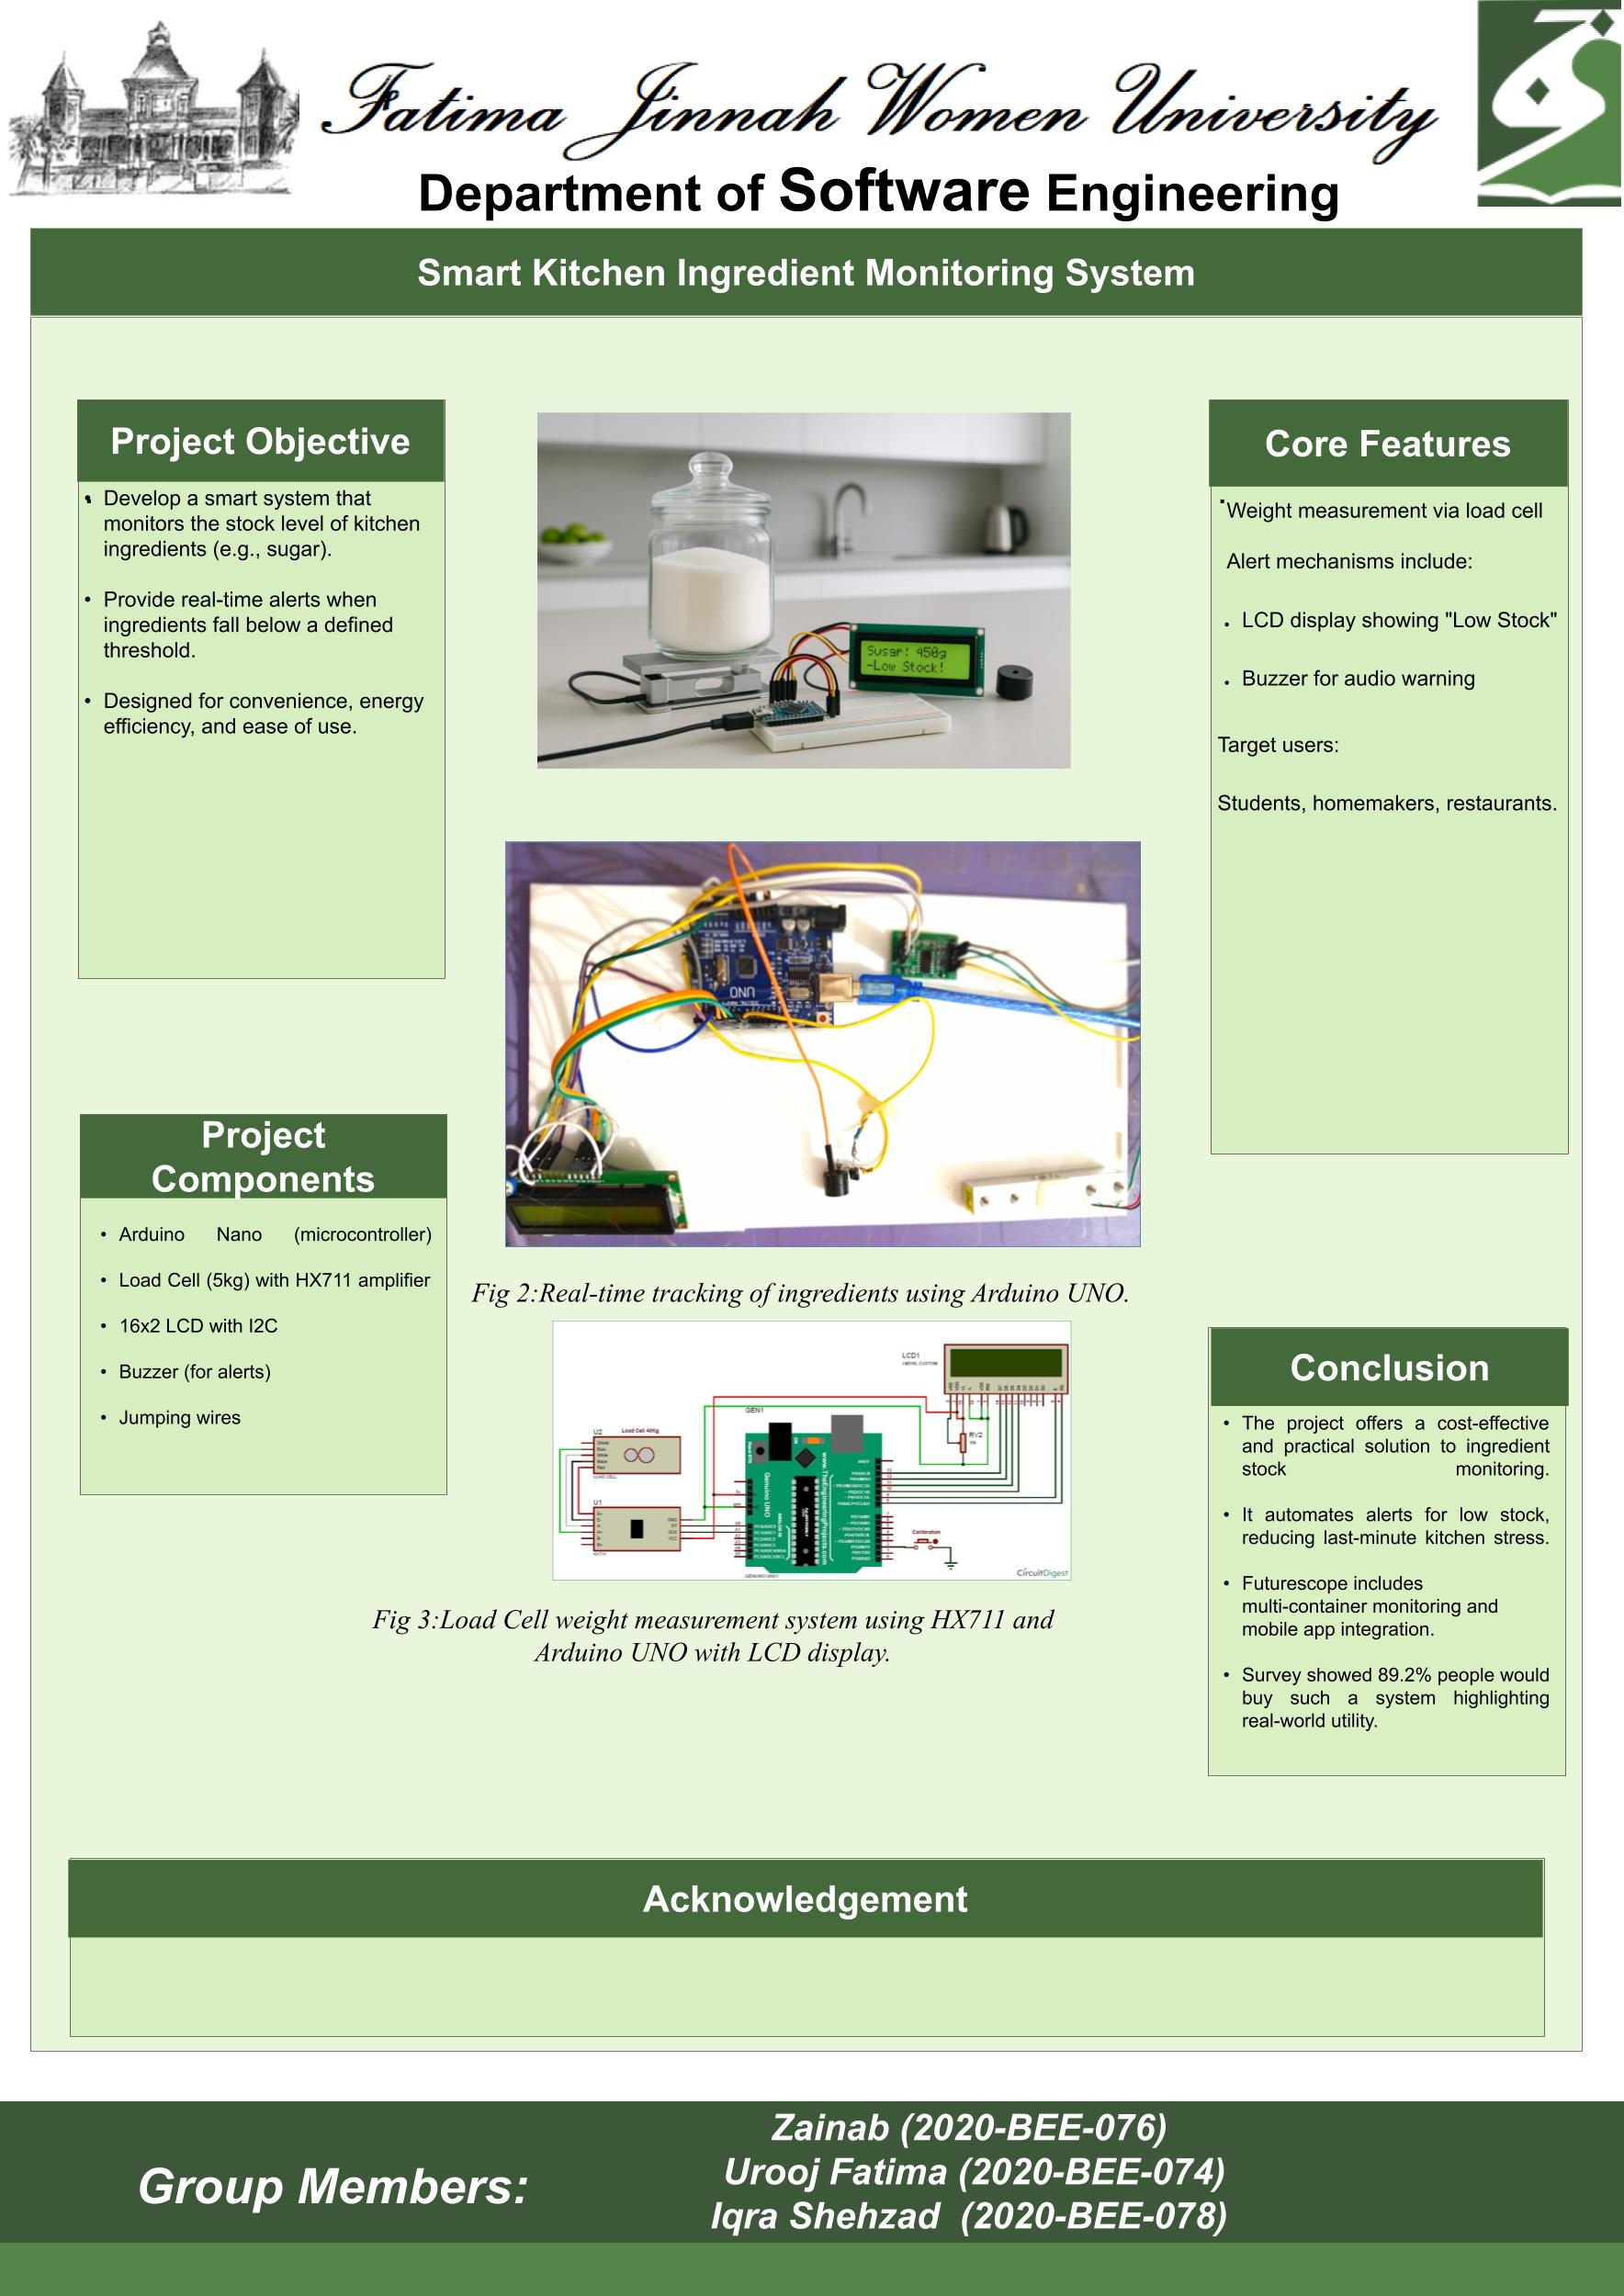 Fatima Jinnah Women University
Department of Software Engineering
Smart Kitchen Ingredient Monitoring System
Project Objective
• Develop a smart system that
monitors the stock level of kitchen
ingredients (e.g., sugar).
• Provide real-time alerts when
ingredients fall below a defined
threshold.
• Designed for convenience, energy
efficiency, and ease of use.
Project
Components
• Arduino Nano (microcontroller)
• Load Cell (5kg) with HX711 amplifier
• 16x2 LCD with I2C
• Buzzer (for alerts)
• Jumping wires
Susar: 450g
-Low Stock!
UNO
Fig 2:Real-time tracking of ingredients using Arduino UNO.
LCD1
RV2
GEN1
U2
Load Cell 40Kg
LOAD CELL
U1
Genuino UNO
www.TheEngineeringProjects.com
Calibration
CircuitDigest
Fig 3:Load Cell weight measurement system using HX711 and
Arduino UNO with LCD display.
Core Features
Weight measurement via load cell
Alert mechanisms include:
• LCD display showing "Low Stock"
• Buzzer for audio warning
Target users:
Students, homemakers, restaurants.
Conclusion
• The project offers a cost-effective
and practical solution to ingredient
stock monitoring.
• It automates alerts for low stock,
reducing last-minute kitchen stress.
• Futurescope includes
multi-container monitoring and
mobile app integration.
• Survey showed 89.2% people would
buy such a system highlighting
real-world utility.
Acknowledgement
Group Members:
Zainab (2020-BEE-076)
Urooj Fatima (2020-BEE-074)
Iqra Shehzad (2020-BEE-078)